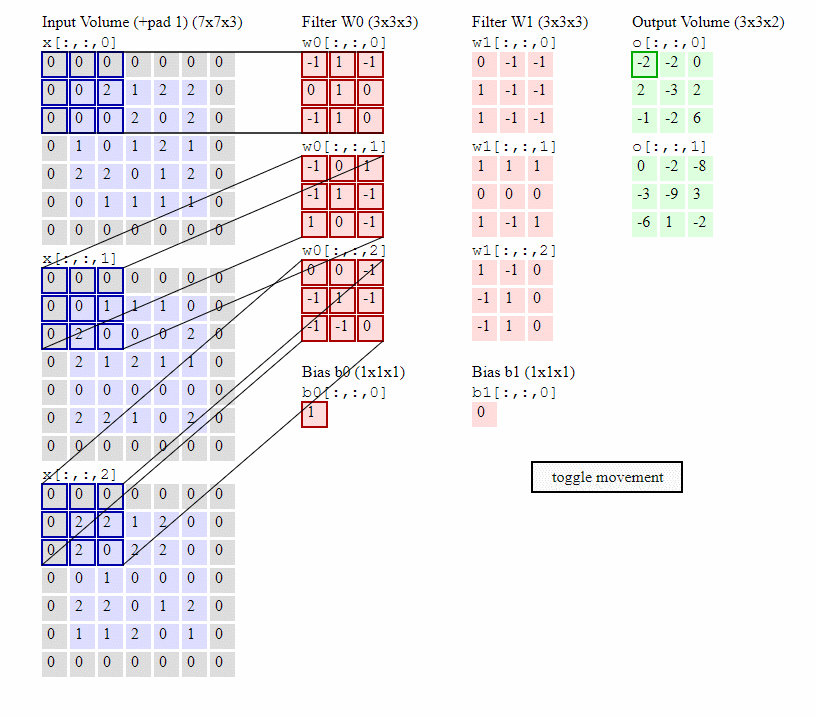 Input Volume (+pad 1) (7x7x3)
x[:,:,0]
0 0 0 0 0 0 0
0 0 2 1 2 2 0
0 0 0 2 0 2 0
0 1 0 1 2 1 0
0 2 2 0 1 2 0
0 0 1 1 1 1 0
0 0 0 0 0 0 0
x[:,:,1]
0 0 0 0 0 0 0
0 0 1 1 1 0 0
0 2 0 0 0 2 0
0 2 1 2 1 1 0
0 0 0 0 0 0 0
0 2 2 1 0 2 0
0 0 0 0 0 0 0
x[:,:,2]
0 0 0 0 0 0 0
0 2 2 1 2 0 0
0 2 0 2 2 0 0
0 0 1 0 0 0 0
0 2 2 0 1 2 0
0 1 1 2 0 1 0
0 0 0 0 0 0 0
Filter W0 (3x3x3)
w0[:,:,0]
-1 1 -1
0 1 0
-1 1 0
w0[:,:,1]
-1 0 1
-1 1 -1
1 0 -1
w0[:,:,2]
0 0 -1
-1 1 -1
-1 -1 0
Bias b0 (1x1x1)
b0[:,:,0]
1
Filter W1 (3x3x3)
w1[:,:,0]
0 -1 -1
1 -1 -1
1 -1 -1
w1[:,:,1]
1 1 1
0 0 0
1 -1 1
w1[:,:,2]
1 -1 0
-1 1 0
-1 1 0
Bias b1 (1x1x1)
b1[:,:,0]
0
Output Volume (3x3x2)
o[:,:,0]
-2 -2 0
2 -3 2
-1 -2 6
o[:,:,1]
0 -2 -8
-3 -9 3
-6 1 -2
toggle movement